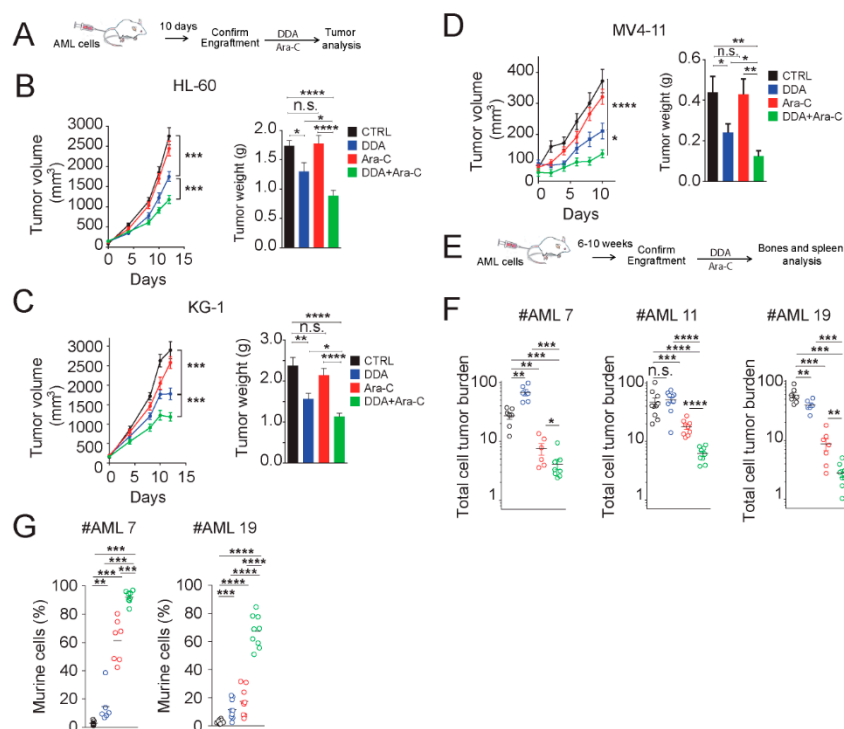 A
AML cells
10 days
Confirm
Engraftment
DDA
Ara-C
Tumor
analysis
B
HL-60
Tumor volume
(mm³)
3000
2500
2000
1500
1000
500
0
0
5
10
15
Days
***
***
Tumor weight (g)
2.0
1.5
1.0
0.5
0.0
****
n.s.
*
*
****
CTRL
DDA
Ara-C
DDA+Ara-C
C
KG-1
Tumor volume
(mm³)
3000
2500
2000
1500
1000
500
0
0
5
10
15
Days
***
***
Tumor weight (g)
3.0
2.0
1.0
0.0
****
n.s.
**
*
****
CTRL
DDA
Ara-C
DDA+Ara-C
D
MV4-11
Tumor volume
(mm³)
400
300
200
100
0
0
5
10
Days
****
*
Tumor weight (g)
0.6
0.4
0.2
0.0
**
n.s.
*
*
**
CTRL
DDA
Ara-C
DDA+Ara-C
E
AML cells
6-10 weeks
Confirm
Engraftment
DDA
Ara-C
Bones and spleen
analysis
F
#AML 7
Total cell tumor burden
100
10
1
***
***
**
**
*
#AML 11
Total cell tumor burden
100
10
1
****
****
***
n.s.
****
#AML 19
Total cell tumor burden
100
10
1
***
***
***
**
**
G
#AML 7
Murine cells (%)
100
80
60
40
20
0
***
***
***
***
**
#AML 19
Murine cells (%)
100
80
60
40
20
0
****
****
****
****
***